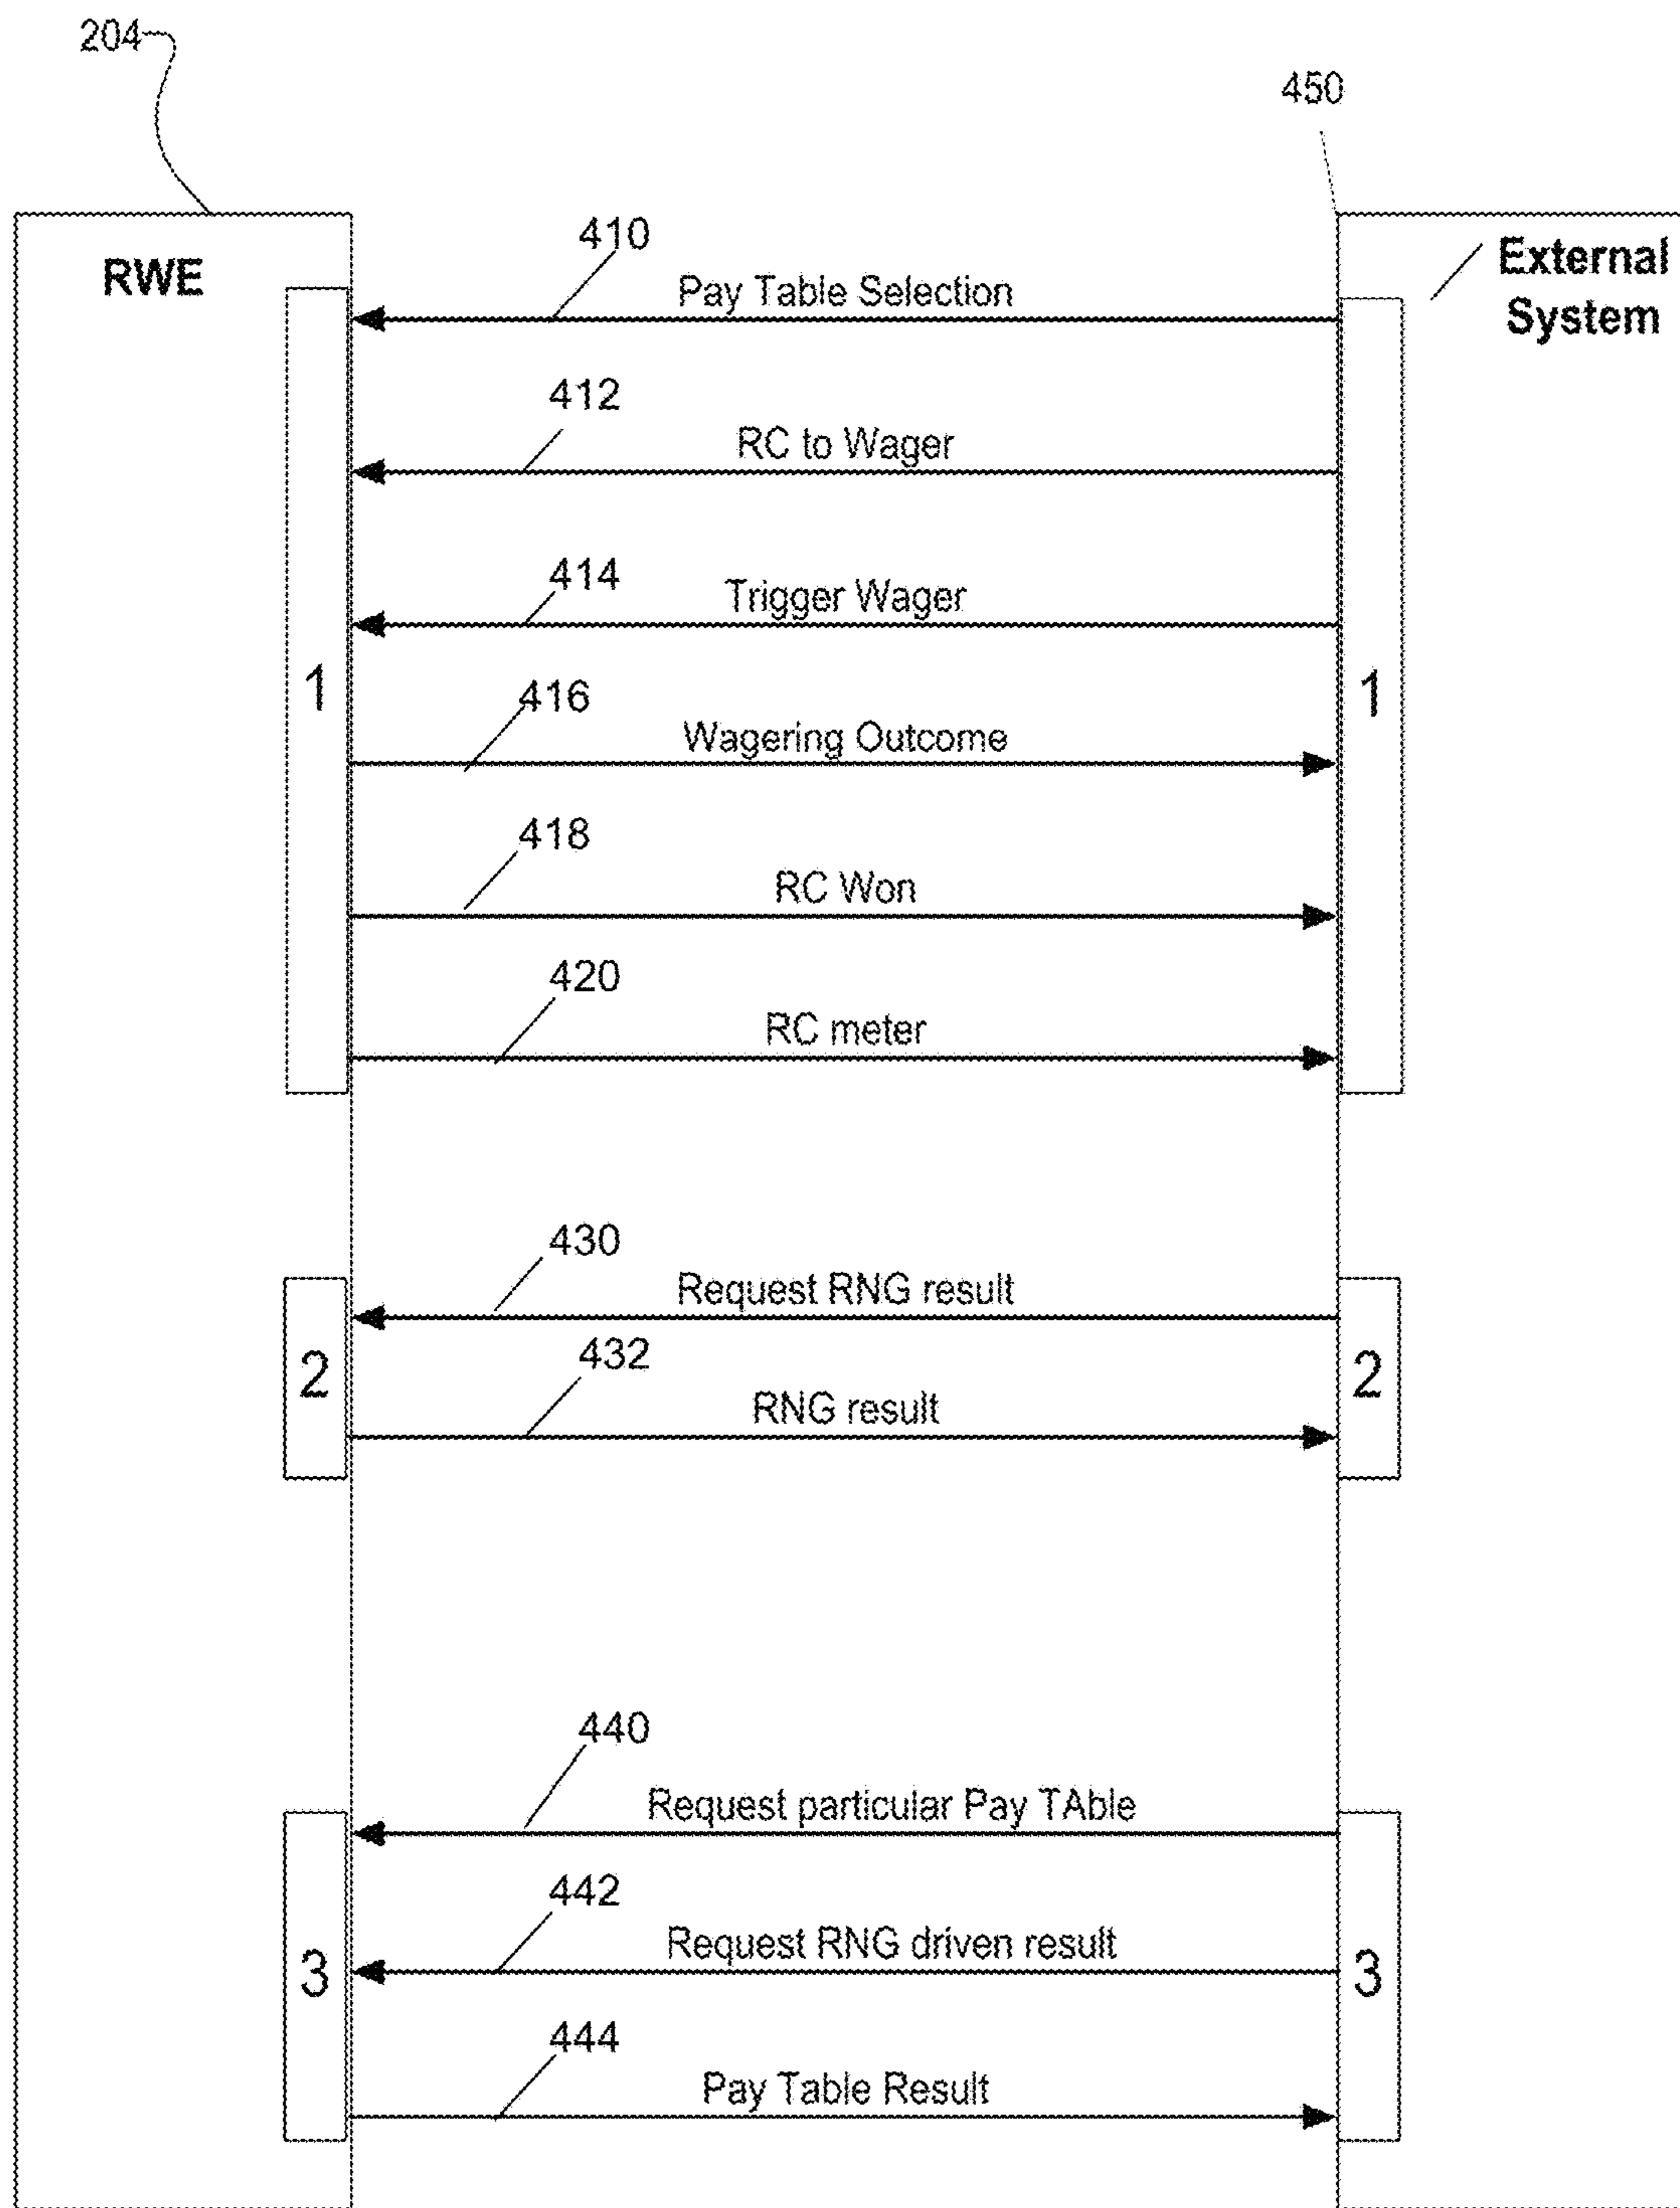 204
450
RWE
External
System
410
Pay Table Selection
412
RC to Wager
414
Trigger Wager
1
1
416
Wagering Outcome
418
RC Won
420
RC meter
430
Request RNG result
2
2
432
RNG result
440
Request particular Pay TAble
442
Request RNG driven result
3
3
444
Pay Table Result